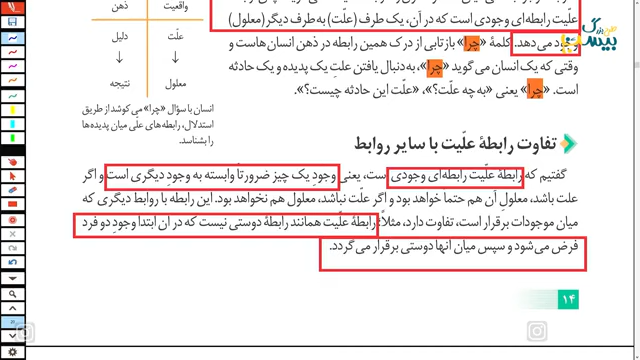 علّیت رابطه‌ای وجودی است که در آن، یک طرف (علّت) به طرف دیگر (معلول)
وجود می‌دهد. کلمهٔ «چرا» بازتابی از درک همین رابطه در ذهن انسان‌هاست و
وقتی که یک انسان می‌گوید «چرا»، به‌دنبال یافتن علتِ یک پدیده و یک حادثه
است. «چرا» یعنی «به چه علّت؟»، «علّت این حادثه چیست؟».
واقعیت
ذهن
علّت
دلیل
معلول
نتیجه
انسان با سؤال «چرا» می‌کوشد از طریق
استدلال، رابطه‌های علّی میان پدیده‌ها
را بشناسد.
تفاوت رابطهٔ علّیت با سایر روابط
گفتیم که رابطهٔ علّیت رابطه‌ای وجودی است، یعنی وجودِ یک چیز ضرورتاً وابسته به وجودِ دیگری است و اگر
علت باشد، معلولِ آن هم حتما خواهد بود و اگر علّت نباشد، معلول هم نخواهد بود. این رابطه با روابط دیگری که
میان موجودات برقرار است، تفاوت دارد، مثلاً: رابطهٔ علّیت همانند رابطهٔ دوستی نیست که در آن ابتدا وجودِ دو فرد
فرض می‌شود و سپس میان آنها دوستی برقرار می‌گردد.
۱۴